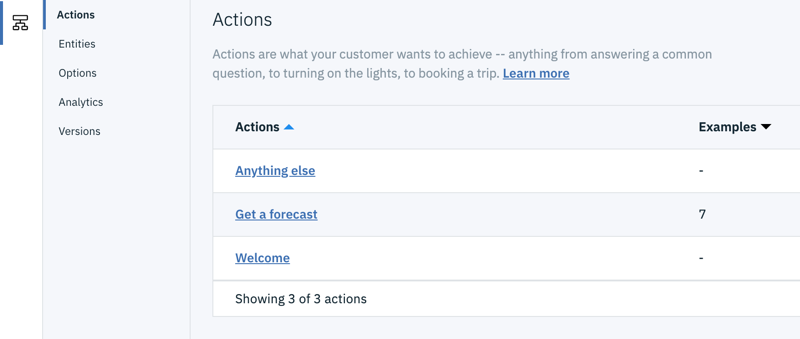 Actions
Entities
Options
Analytics
Versions
Actions
Actions are what your customer wants to achieve -- anything from answering a common
question, to turning on the lights, to booking a trip. Learn more
Actions Examples
Anything else -
Get a forecast 7
Welcome -
Showing 3 of 3 actions